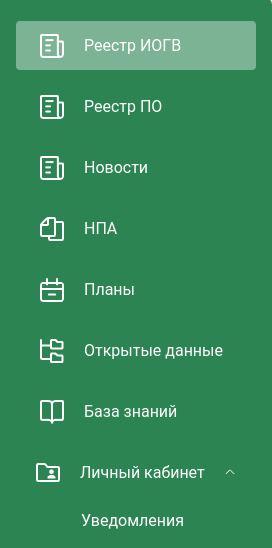 Реестр ИОГВ
Реестр ПО
Новости
НПА
Планы
Открытые данные
База знаний
Личный кабинет
Уведомления